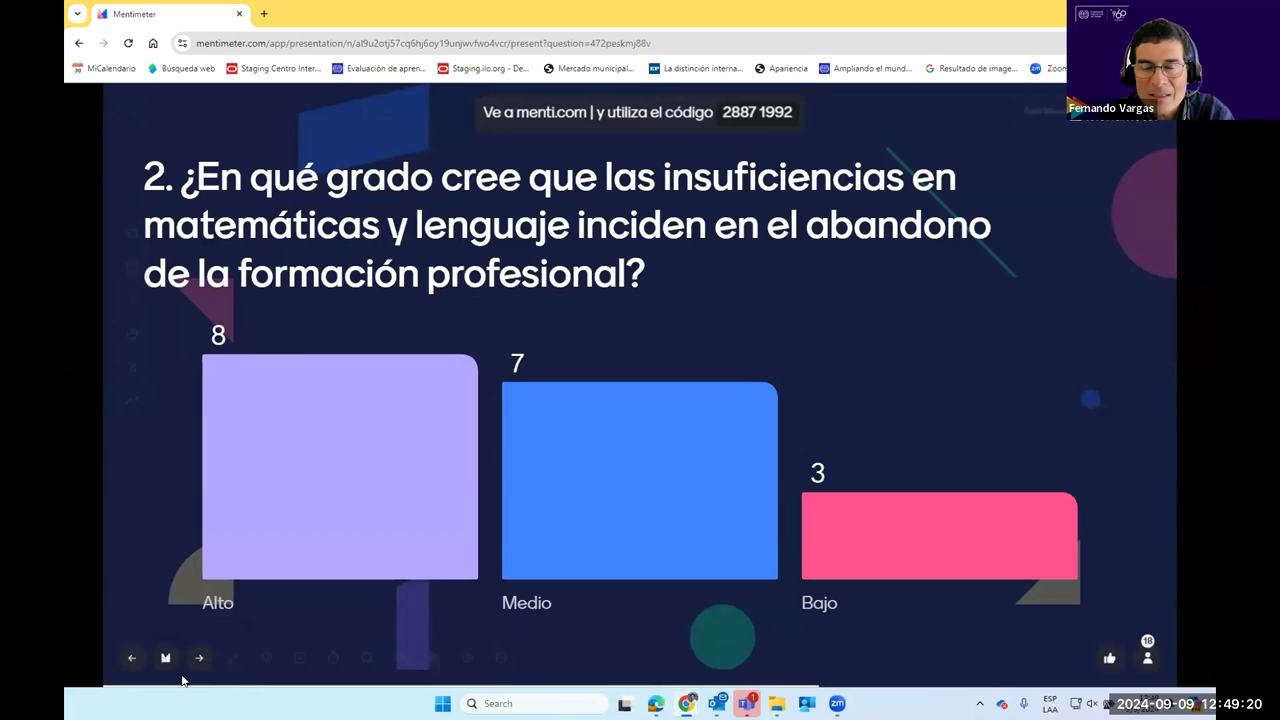 Mentimeter
mentimeter.com/app/presentation/n/al9u2otj57cq6hj6oy19unjwvfwo4vcr/present?question=472peskmj88v
MiCalendario
Búsqueda web
Staging Centro Inter...
Evaluación de apren...
Staging.ilo.org - De...
Mercado municipal...
La distinción interna...
Apariencia
Ampliando el mund...
Resultado de image...
Zoom
Fernando Vargas
Ve a menti.com | y utiliza el código 2887 1992
2. ¿En qué grado cree que las insuficiencias en
matemáticas y lenguaje inciden en el abandono
de la formación profesional?
8
7
3
Alto
Medio
Bajo
18
Search
ESP
LAA
2024-09-09 12:49:20